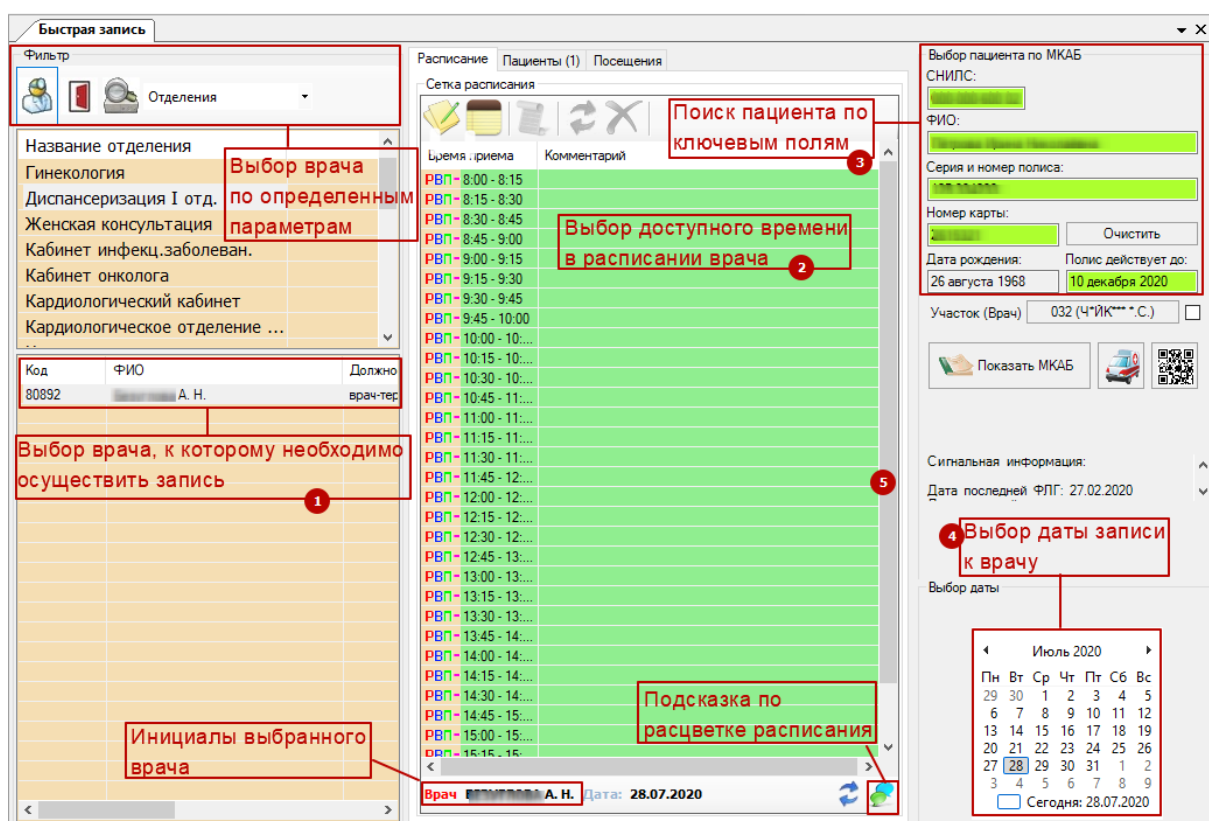 Быстрая запись
Фильтр
Отделения
Название отделения
Гинекология
Диспансеризация I отд.
Женская консультация
Кабинет инфекц.заболеван.
Кабинет онколога
Кардиологический кабинет
Кардиологическое отделение ...
Выбор врача
по определенным
параметрам
Код ФИО Должно
80892 А. Н. врач-тер
Выбор врача, к которому необходимо
осуществить запись
1
Инициалы выбранного
врача
Расписание Пациенты (1) Посещения
Сетка расписания
Поиск пациента по
ключевым полям
3
Время приема Комментарий
РВП- 8:00 - 8:15
РВП- 8:15 - 8:30
РВП- 8:30 - 8:45
РВП- 8:45 - 9:00
РВП- 9:00 - 9:15
РВП- 9:15 - 9:30
РВП- 9:30 - 9:45
РВП- 9:45 - 10:00
РВП- 10:00 - 10:...
РВП- 10:15 - 10:...
РВП- 10:30 - 10:...
РВП- 10:45 - 11:...
РВП- 11:00 - 11:...
РВП- 11:15 - 11:...
РВП- 11:30 - 11:...
РВП- 11:45 - 12:...
РВП- 12:00 - 12:...
РВП- 12:15 - 12:...
РВП- 12:30 - 12:...
РВП- 12:45 - 13:...
РВП- 13:00 - 13:...
РВП- 13:15 - 13:...
РВП- 13:30 - 13:...
РВП- 13:45 - 14:...
РВП- 14:00 - 14:...
РВП- 14:15 - 14:...
РВП- 14:30 - 14:...
РВП- 14:45 - 15:...
РВП- 15:00 - 15:...
РВП- 15:15 - 15:
Выбор доступного времени
в расписании врача
2
5
Подсказка по
расцветке расписания
Врач А. Н. Дата: 28.07.2020
Выбор пациента по МКАБ
СНИЛС:
ФИО:
Серия и номер полиса:
Номер карты:
Очистить
Дата рождения: Полис действует до:
26 августа 1968 10 декабря 2020
Участок (Врач) 032 (Ч*ЙК*** *.С.)
Показать МКАБ
Сигнальная информация:
Дата последней ФЛГ: 27.02.2020
4
Выбор даты записи
к врачу
Выбор даты
Июль 2020
Пн Вт Ср Чт Пт Сб Вс
29 30 1 2 3 4 5
6 7 8 9 10 11 12
13 14 15 16 17 18 19
20 21 22 23 24 25 26
27 28 29 30 31 1 2
3 4 5 6 7 8 9
Сегодня: 28.07.2020